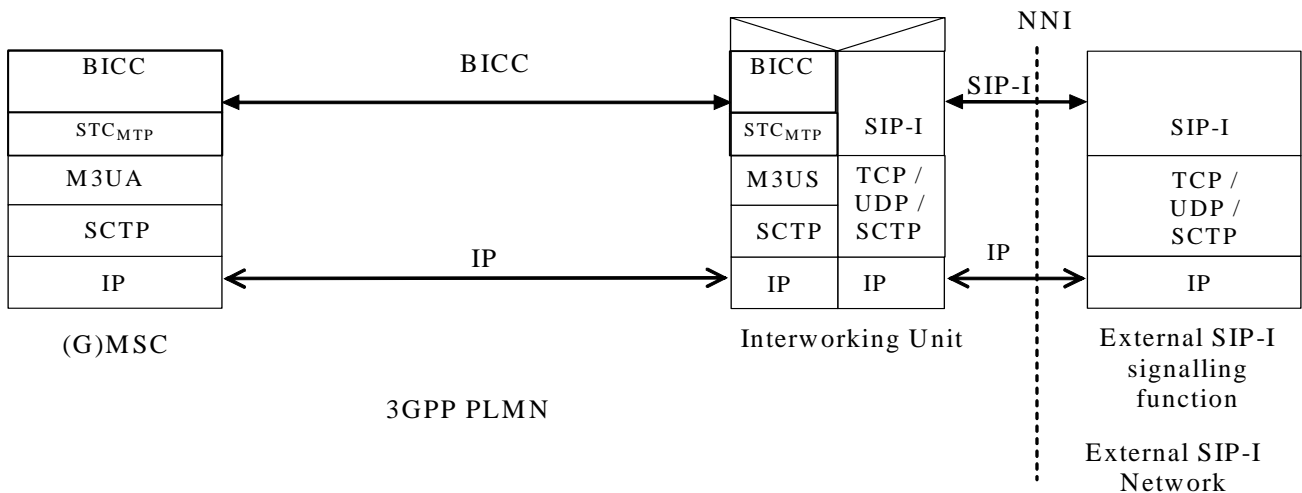 NNI
BICC
STCMTP
M3UA
SCTP
IP
(G)MSC
BICC
IP
3GPP PLMN
BICC
STCMTP
M3US
SCTP
IP
SIP-I
TCP /
UDP /
SCTP
IP
Interworking Unit
SIP-I
IP
SIP-I
TCP /
UDP /
SCTP
IP
External SIP-I
signalling
function
External SIP-I
Network